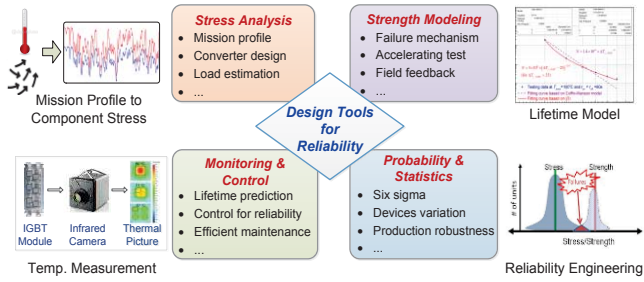 Stress Analysis
• Mission profile
• Converter design
• Load estimation
• ...
Strength Modeling
• Failure mechanism
• Accelerating test
• Field feedback
• ...
Mission Profile to
Component Stress
Design Tools
for
Reliability
Lifetime Model
Monitoring &
Control
• Lifetime prediction
• Control for reliability
• Efficient maintenance
• ...
Probability
& Statistics
• Six sigma
• Devices variation
• Production robustness
• ...
IGBT
Module
Infrared
Camera
Thermal
Picture
Temp. Measurement
Stress
Strength
Failures
# of units
Stress/Strength
Reliability Engineering